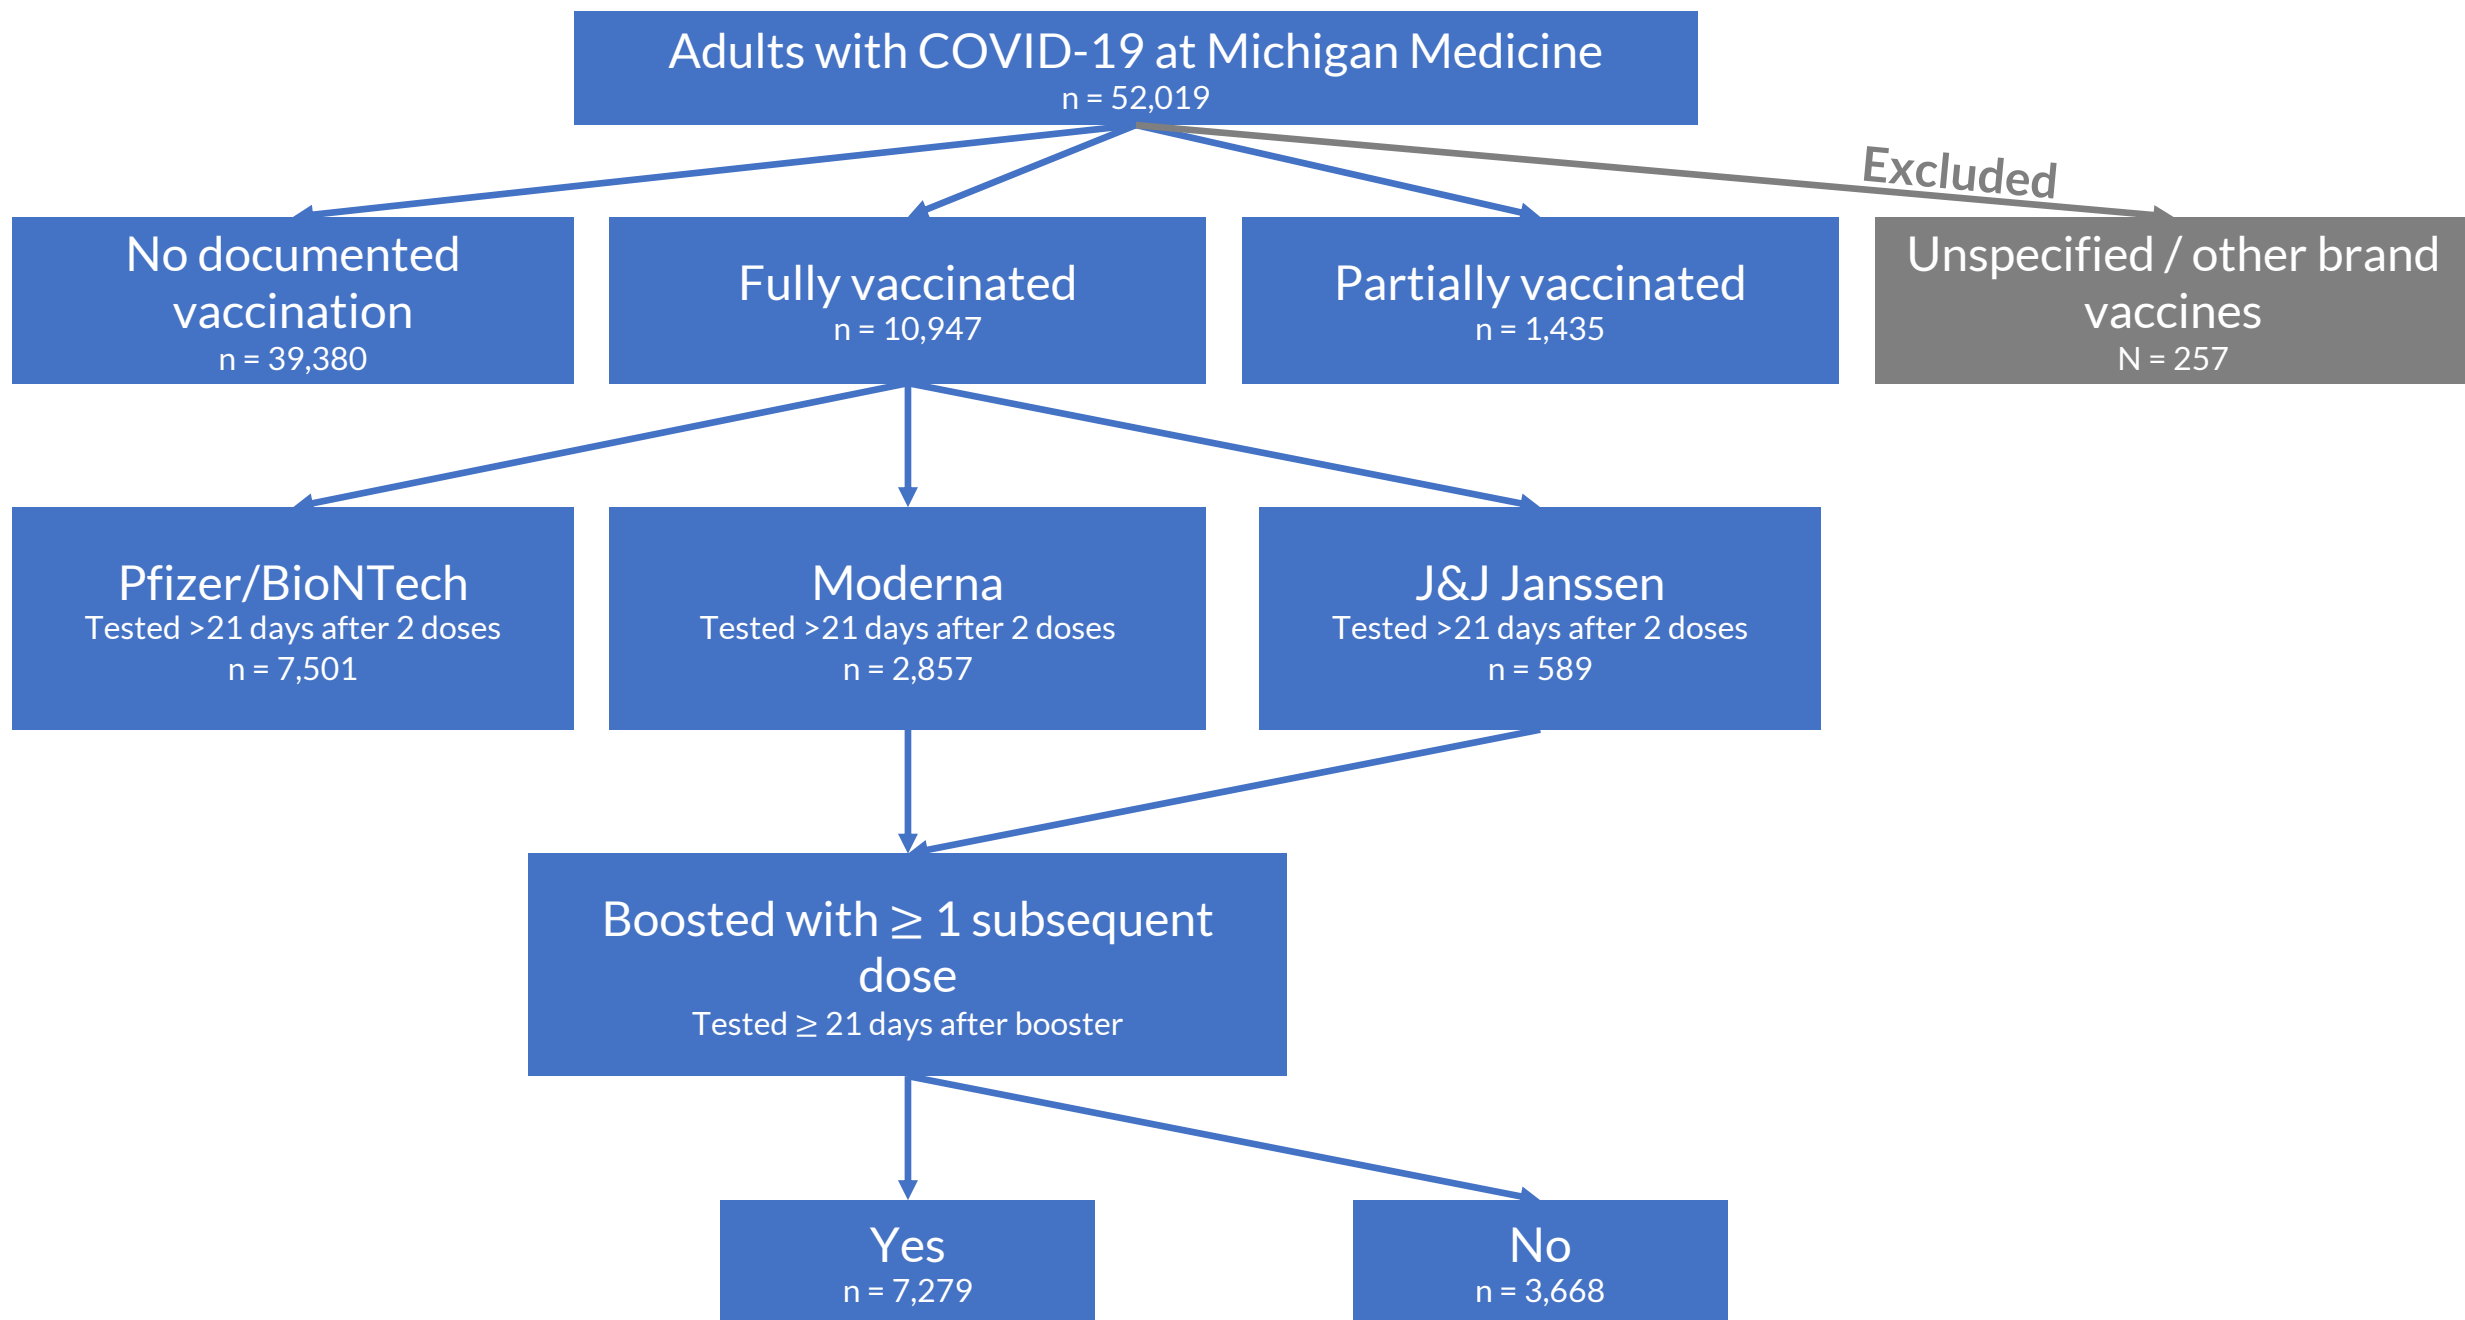 Adults with COVID-19 at Michigan Medicine
n = 52,019
Excluded
No documented
vaccination
n = 39,380
Fully vaccinated
n = 10,947
Partially vaccinated
n = 1,435
Unspecified / other brand
vaccines
N = 257
Pfizer/BioNTech
Tested >21 days after 2 doses
n = 7,501
Moderna
Tested >21 days after 2 doses
n = 2,857
J&J Janssen
Tested >21 days after 2 doses
n = 589
Boosted with ≥ 1 subsequent
dose
Tested ≥ 21 days after booster
Yes
n = 7,279
No
n = 3,668